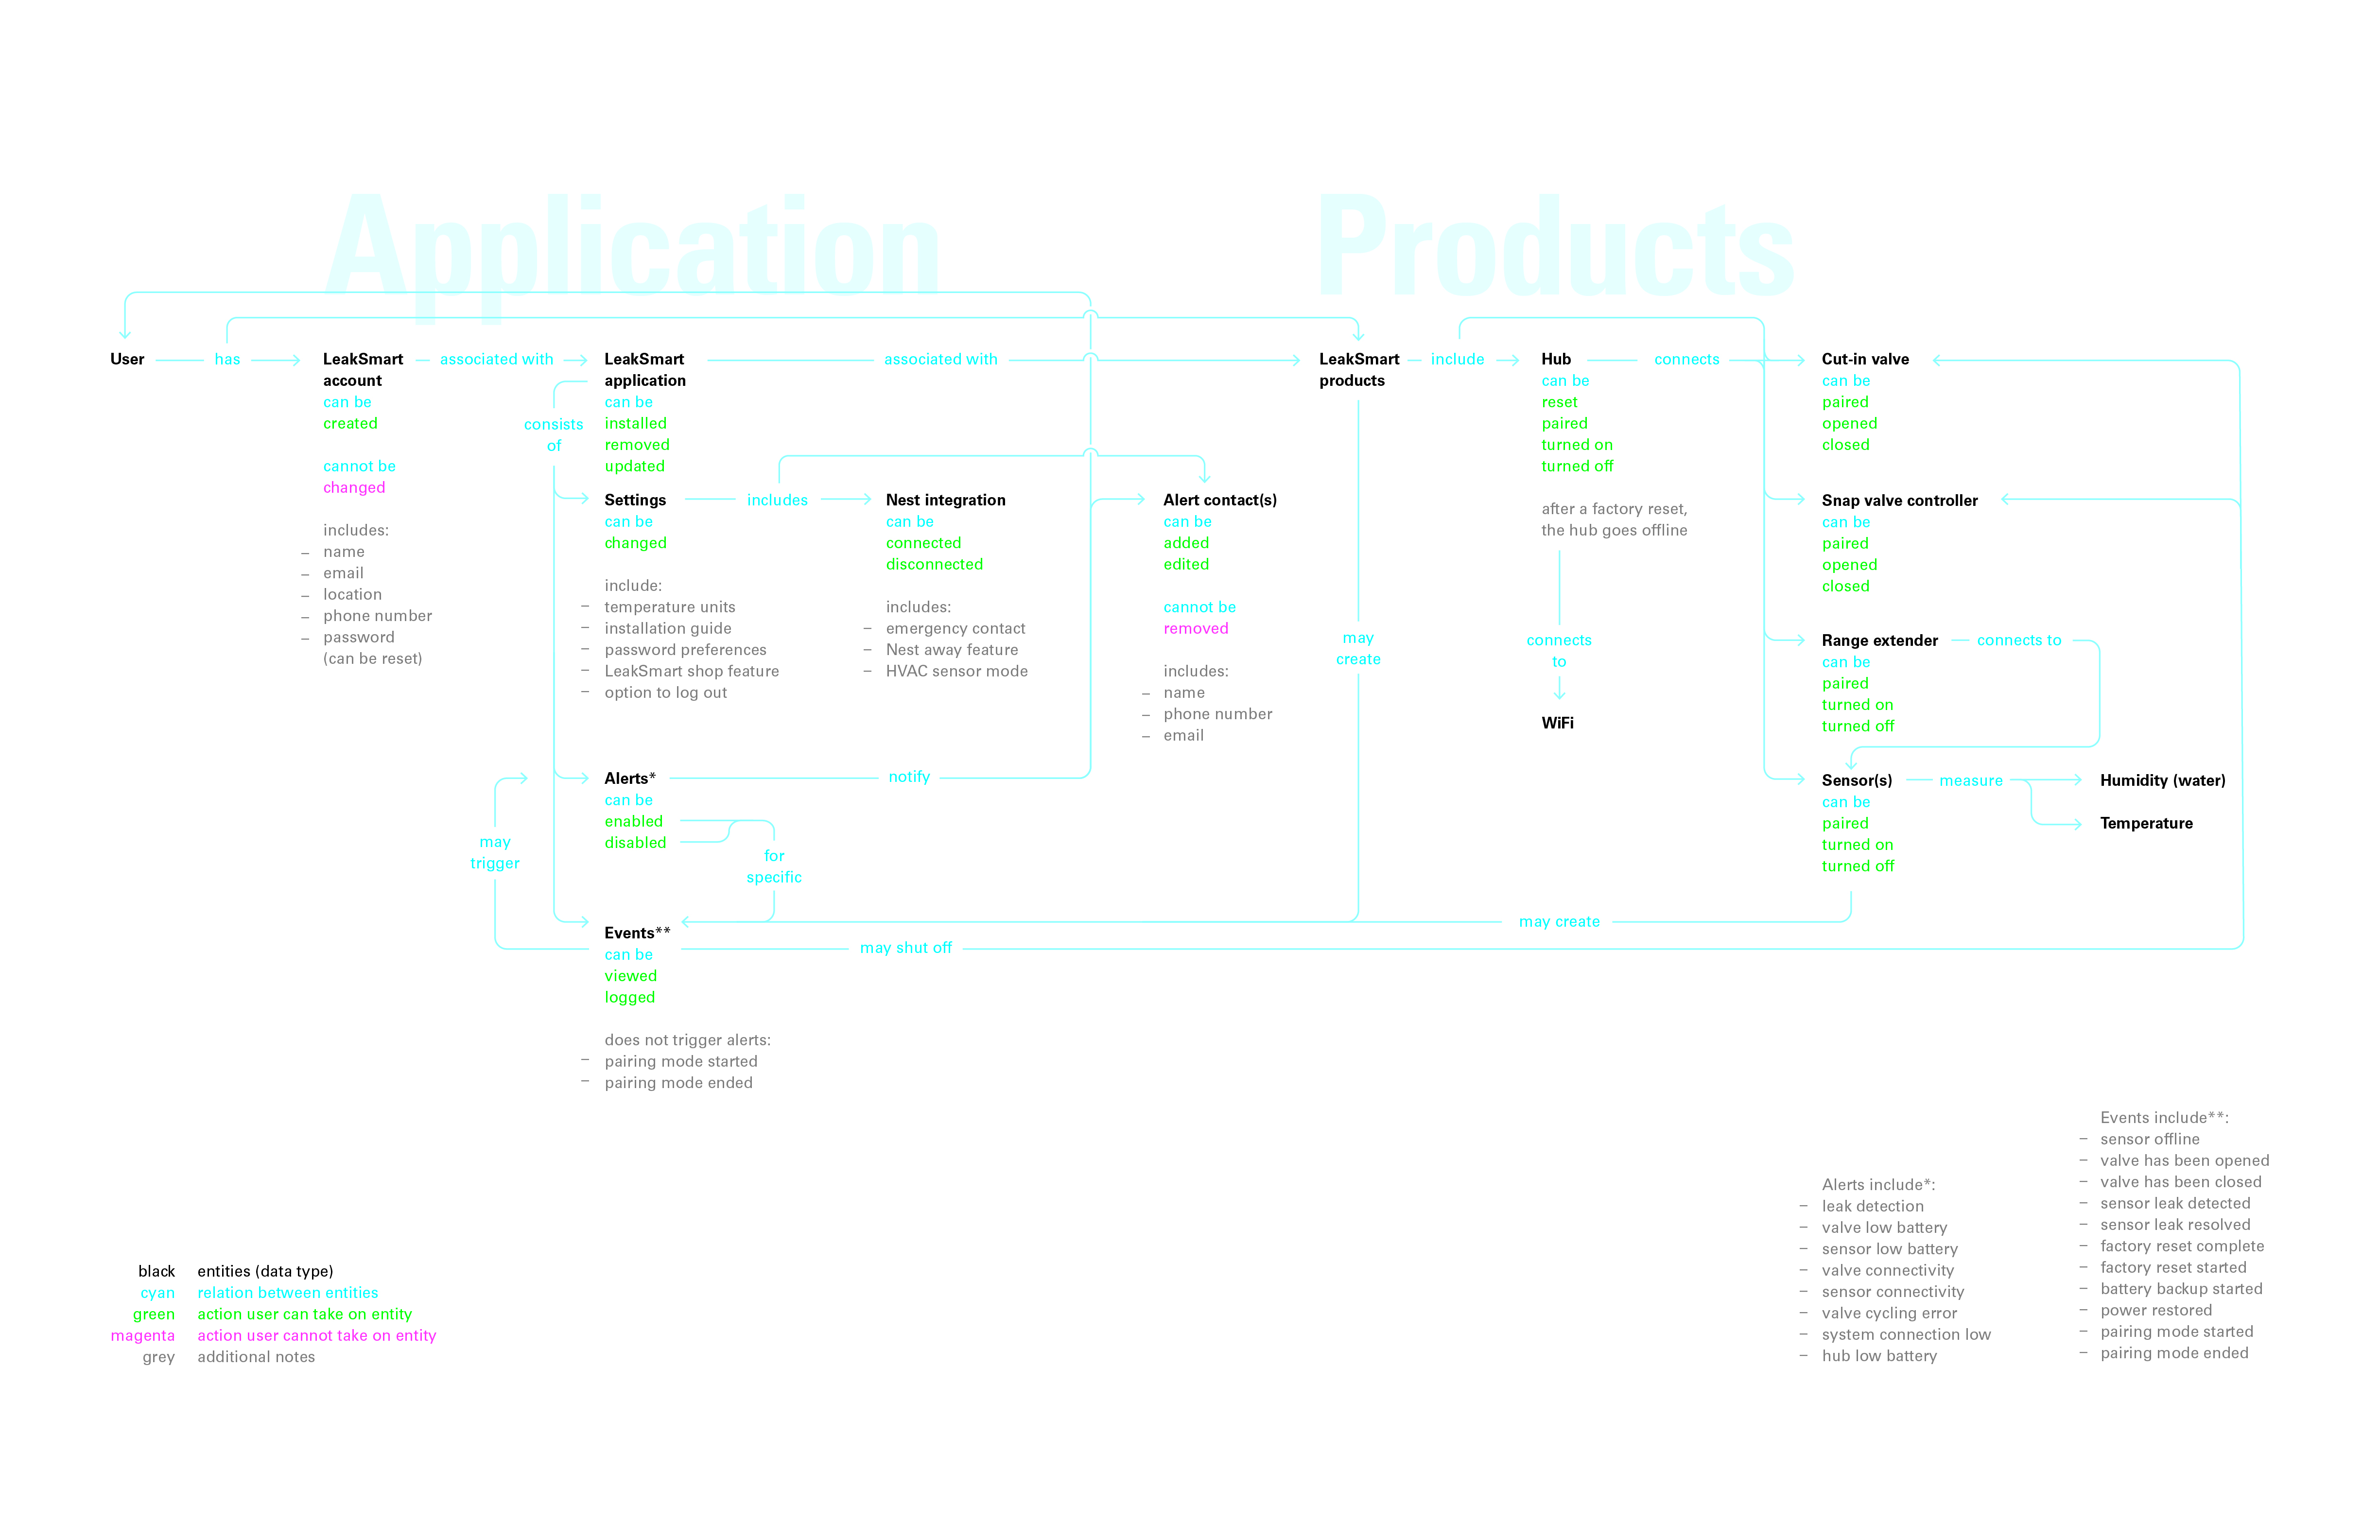 Application
Products
User
has
LeakSmart
account
can be
created
cannot be
changed
includes:
– name
– email
– location
– phone number
– password
(can be reset)
associated with
LeakSmart
application
can be
installed
removed
updated
consists
of
associated with
Settings
can be
changed
include:
– temperature units
– installation guide
– password preferences
– LeakSmart shop feature
– option to log out
includes
Nest integration
can be
connected
disconnected
includes:
– emergency contact
– Nest away feature
– HVAC sensor mode
Alert contact(s)
can be
added
edited
cannot be
removed
includes:
– name
– phone number
– email
Alerts*
can be
enabled
disabled
notify
for
specific
may
trigger
Events**
can be
viewed
logged
does not trigger alerts:
– pairing mode started
– pairing mode ended
may shut off
LeakSmart
products
may
create
include
Hub
can be
reset
paired
turned on
turned off
after a factory reset,
the hub goes offline
connects
to
WiFi
connects
Cut-in valve
can be
paired
opened
closed
Snap valve controller
can be
paired
opened
closed
Range extender
can be
paired
turned on
turned off
connects to
Sensor(s)
can be
paired
turned on
turned off
measure
Humidity (water)
Temperature
may create
Alerts include*:
– leak detection
– valve low battery
– sensor low battery
– valve connectivity
– sensor connectivity
– valve cycling error
– system connection low
– hub low battery
Events include**:
– sensor offline
– valve has been opened
– valve has been closed
– sensor leak detected
– sensor leak resolved
– factory reset complete
– factory reset started
– battery backup started
– power restored
– pairing mode started
– pairing mode ended
black entities (data type)
cyan relation between entities
green action user can take on entity
magenta action user cannot take on entity
grey additional notes